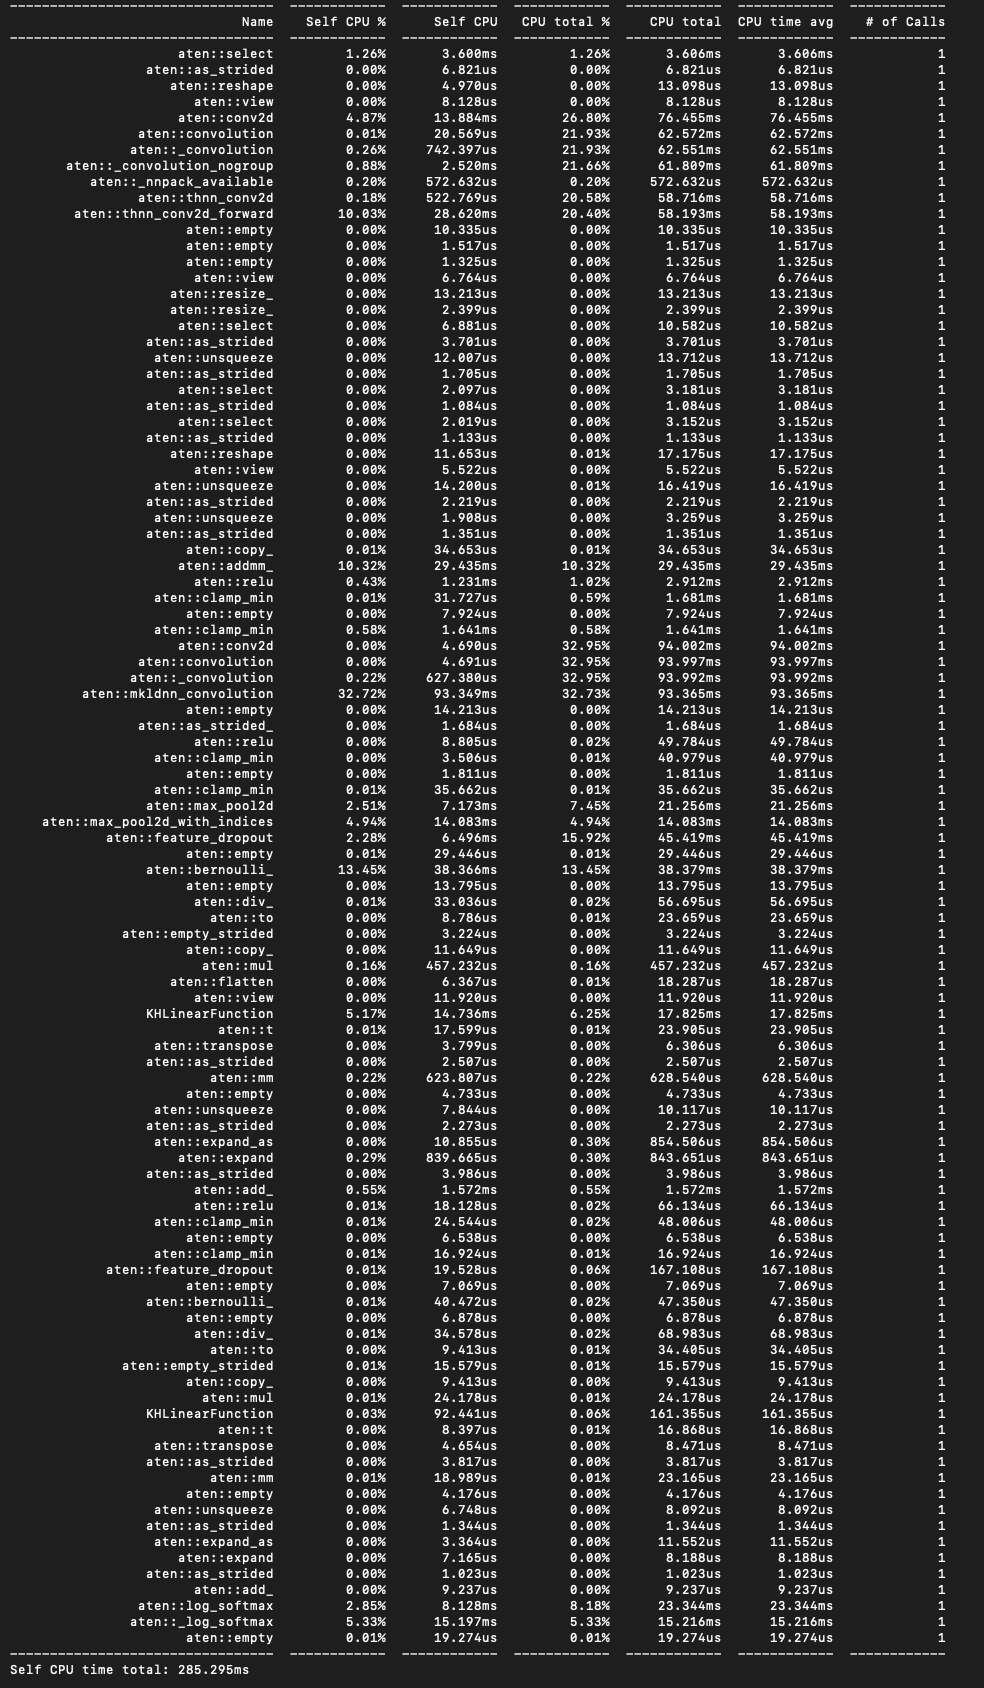 Name Self CPU % Self CPU CPU total % CPU total CPU time avg # of Calls
aten::select 1.26% 3.600ms 1.26% 3.606ms 3.606ms 1
aten::as_strided 0.00% 6.821us 0.00% 6.821us 6.821us 1
aten::reshape 0.00% 4.970us 0.00% 13.098us 13.098us 1
aten::view 0.00% 8.128us 0.00% 8.128us 8.128us 1
aten::conv2d 4.87% 13.884ms 26.80% 76.455ms 76.455ms 1
aten::convolution 0.01% 20.569us 21.93% 62.572ms 62.572ms 1
aten::_convolution 0.26% 742.397us 21.93% 62.551ms 62.551ms 1
aten::_convolution_nogroup 0.88% 2.520ms 21.66% 61.809ms 61.809ms 1
aten::_nnpack_available 0.20% 572.632us 0.20% 572.632us 572.632us 1
aten::thnn_conv2d 0.18% 522.769us 20.58% 58.716ms 58.716ms 1
aten::thnn_conv2d_forward 10.03% 28.620ms 20.40% 58.193ms 58.193ms 1
aten::empty 0.00% 10.335us 0.00% 10.335us 10.335us 1
aten::empty 0.00% 1.517us 0.00% 1.517us 1.517us 1
aten::empty 0.00% 1.325us 0.00% 1.325us 1.325us 1
aten::view 0.00% 6.764us 0.00% 6.764us 6.764us 1
aten::resize_ 0.00% 13.213us 0.00% 13.213us 13.213us 1
aten::resize_ 0.00% 2.399us 0.00% 2.399us 2.399us 1
aten::select 0.00% 6.881us 0.00% 10.582us 10.582us 1
aten::as_strided 0.00% 3.701us 0.00% 3.701us 3.701us 1
aten::unsqueeze 0.00% 12.007us 0.00% 13.712us 13.712us 1
aten::as_strided 0.00% 1.705us 0.00% 1.705us 1.705us 1
aten::select 0.00% 2.097us 0.00% 3.181us 3.181us 1
aten::as_strided 0.00% 1.084us 0.00% 1.084us 1.084us 1
aten::select 0.00% 2.019us 0.00% 3.152us 3.152us 1
aten::as_strided 0.00% 1.133us 0.00% 1.133us 1.133us 1
aten::reshape 0.00% 11.653us 0.01% 17.175us 17.175us 1
aten::view 0.00% 5.522us 0.00% 5.522us 5.522us 1
aten::unsqueeze 0.00% 14.200us 0.01% 16.419us 16.419us 1
aten::as_strided 0.00% 2.219us 0.00% 2.219us 2.219us 1
aten::unsqueeze 0.00% 1.908us 0.00% 3.259us 3.259us 1
aten::as_strided 0.00% 1.351us 0.00% 1.351us 1.351us 1
aten::copy_ 0.01% 34.653us 0.01% 34.653us 34.653us 1
aten::addmm_ 10.32% 29.435ms 10.32% 29.435ms 29.435ms 1
aten::relu 0.43% 1.231ms 1.02% 2.912ms 2.912ms 1
aten::clamp_min 0.01% 31.727us 0.59% 1.681ms 1.681ms 1
aten::empty 0.00% 7.924us 0.00% 7.924us 7.924us 1
aten::clamp_min 0.58% 1.641ms 0.58% 1.641ms 1.641ms 1
aten::conv2d 0.00% 4.690us 32.95% 94.002ms 94.002ms 1
aten::convolution 0.00% 4.691us 32.95% 93.997ms 93.997ms 1
aten::_convolution 0.22% 627.380us 32.95% 93.992ms 93.992ms 1
aten::mkldnn_convolution 32.72% 93.349ms 32.73% 93.365ms 93.365ms 1
aten::empty 0.00% 14.213us 0.00% 14.213us 14.213us 1
aten::as_strided_ 0.00% 1.684us 0.00% 1.684us 1.684us 1
aten::relu 0.00% 8.805us 0.02% 49.784us 49.784us 1
aten::clamp_min 0.00% 3.506us 0.01% 40.979us 40.979us 1
aten::empty 0.00% 1.811us 0.00% 1.811us 1.811us 1
aten::clamp_min 0.01% 35.662us 0.01% 35.662us 35.662us 1
aten::max_pool2d 2.51% 7.173ms 7.45% 21.256ms 21.256ms 1
aten::max_pool2d_with_indices 4.94% 14.083ms 4.94% 14.083ms 14.083ms 1
aten::feature_dropout 2.28% 6.496ms 15.92% 45.419ms 45.419ms 1
aten::empty 0.01% 29.446us 0.01% 29.446us 29.446us 1
aten::bernoulli_ 13.45% 38.366ms 13.45% 38.379ms 38.379ms 1
aten::empty 0.00% 13.795us 0.00% 13.795us 13.795us 1
aten::div_ 0.01% 33.036us 0.02% 56.695us 56.695us 1
aten::to 0.00% 8.786us 0.01% 23.659us 23.659us 1
aten::empty_strided 0.00% 3.224us 0.00% 3.224us 3.224us 1
aten::copy_ 0.00% 11.649us 0.00% 11.649us 11.649us 1
aten::mul 0.16% 457.232us 0.16% 457.232us 457.232us 1
aten::flatten 0.00% 6.367us 0.01% 18.287us 18.287us 1
aten::view 0.00% 11.920us 0.00% 11.920us 11.920us 1
KHLinearFunction 5.17% 14.736ms 6.25% 17.825ms 17.825ms 1
aten::t 0.01% 17.599us 0.01% 23.905us 23.905us 1
aten::transpose 0.00% 3.799us 0.00% 6.306us 6.306us 1
aten::as_strided 0.00% 2.507us 0.00% 2.507us 2.507us 1
aten::mm 0.22% 623.807us 0.22% 628.540us 628.540us 1
aten::empty 0.00% 4.733us 0.00% 4.733us 4.733us 1
aten::unsqueeze 0.00% 7.844us 0.00% 10.117us 10.117us 1
aten::as_strided 0.00% 2.273us 0.00% 2.273us 2.273us 1
aten::expand_as 0.00% 10.855us 0.30% 854.506us 854.506us 1
aten::expand 0.29% 839.665us 0.30% 843.651us 843.651us 1
aten::as_strided 0.00% 3.986us 0.00% 3.986us 3.986us 1
aten::add_ 0.55% 1.572ms 0.55% 1.572ms 1.572ms 1
aten::relu 0.01% 18.128us 0.02% 66.134us 66.134us 1
aten::clamp_min 0.01% 24.544us 0.02% 48.006us 48.006us 1
aten::empty 0.00% 6.538us 0.00% 6.538us 6.538us 1
aten::clamp_min 0.01% 16.924us 0.01% 16.924us 16.924us 1
aten::feature_dropout 0.01% 19.528us 0.06% 167.108us 167.108us 1
aten::empty 0.00% 7.069us 0.00% 7.069us 7.069us 1
aten::bernoulli_ 0.01% 40.472us 0.02% 47.350us 47.350us 1
aten::empty 0.00% 6.878us 0.00% 6.878us 6.878us 1
aten::div_ 0.01% 34.578us 0.02% 68.983us 68.983us 1
aten::to 0.00% 9.413us 0.01% 34.405us 34.405us 1
aten::empty_strided 0.01% 15.579us 0.01% 15.579us 15.579us 1
aten::copy_ 0.00% 9.413us 0.00% 9.413us 9.413us 1
aten::mul 0.01% 24.178us 0.01% 24.178us 24.178us 1
KHLinearFunction 0.03% 92.441us 0.06% 161.355us 161.355us 1
aten::t 0.00% 8.397us 0.01% 16.868us 16.868us 1
aten::transpose 0.00% 4.654us 0.00% 8.471us 8.471us 1
aten::as_strided 0.00% 3.817us 0.00% 3.817us 3.817us 1
aten::mm 0.01% 18.989us 0.01% 23.165us 23.165us 1
aten::empty 0.00% 4.176us 0.00% 4.176us 4.176us 1
aten::unsqueeze 0.00% 6.748us 0.00% 8.092us 8.092us 1
aten::as_strided 0.00% 1.344us 0.00% 1.344us 1.344us 1
aten::expand_as 0.00% 3.364us 0.00% 11.552us 11.552us 1
aten::expand 0.00% 7.165us 0.00% 8.188us 8.188us 1
aten::as_strided 0.00% 1.023us 0.00% 1.023us 1.023us 1
aten::add_ 0.00% 9.237us 0.00% 9.237us 9.237us 1
aten::log_softmax 2.85% 8.128ms 8.18% 23.344ms 23.344ms 1
aten::_log_softmax 5.33% 15.197ms 5.33% 15.216ms 15.216ms 1
aten::empty 0.01% 19.274us 0.01% 19.274us 19.274us 1
Self CPU time total: 285.295ms